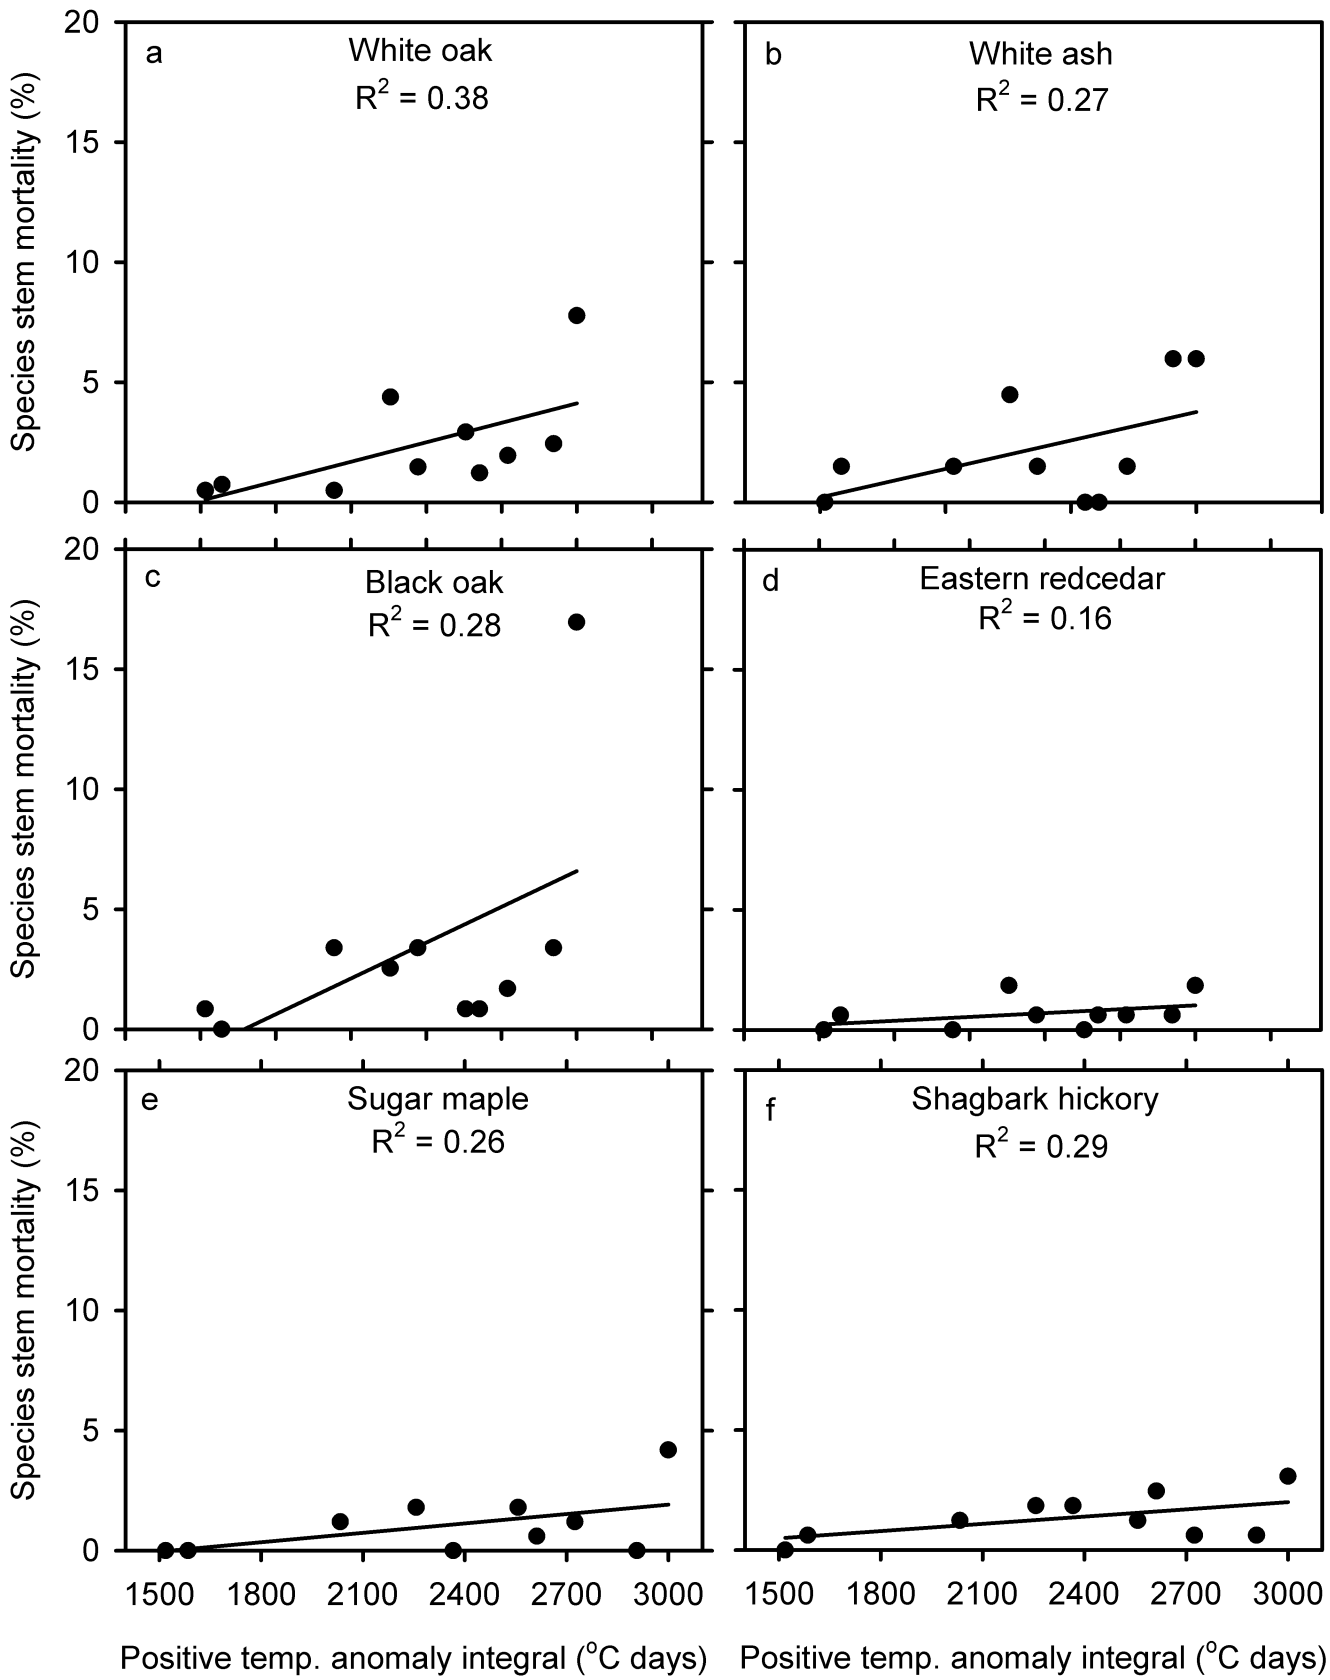 a
White oak
R² = 0.38
20
15
10
5
0
Species stem mortality (%)
b
White ash
R² = 0.27
c
Black oak
R² = 0.28
20
15
10
5
0
Species stem mortality (%)
d
Eastern redcedar
R² = 0.16
e
Sugar maple
R² = 0.26
20
15
10
5
0
Species stem mortality (%)
1500 1800 2100 2400 2700 3000
Positive temp. anomaly integral (°C days)
f
Shagbark hickory
R² = 0.29
1500 1800 2100 2400 2700 3000
Positive temp. anomaly integral (°C days)